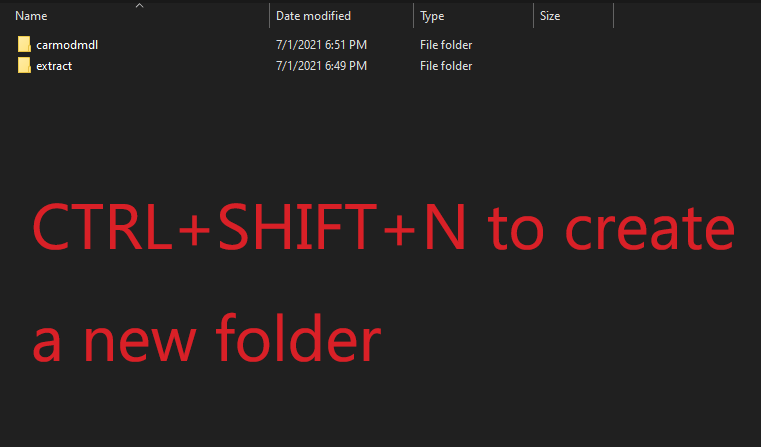 Name Date modified Type Size
carmodmdl 7/1/2021 6:51 PM File folder
extract 7/1/2021 6:49 PM File folder
CTRL+SHIFT+N to create
a new folder